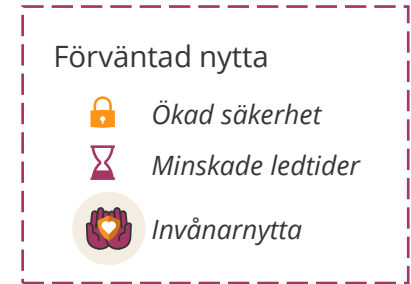 Förväntad nytta
Ökad säkerhet
Minskade ledtider
Invånarnytta